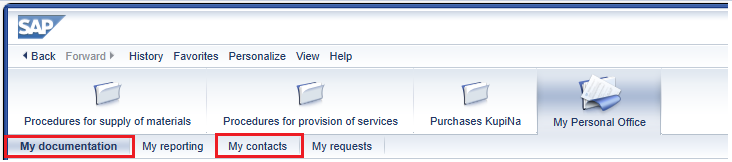 SAP
Back Forward History Favorites Personalize View Help
Procedures for supply of materials Procedures for provision of services Purchases KupiNa My Personal Office
My documentation My reporting My contacts My requests